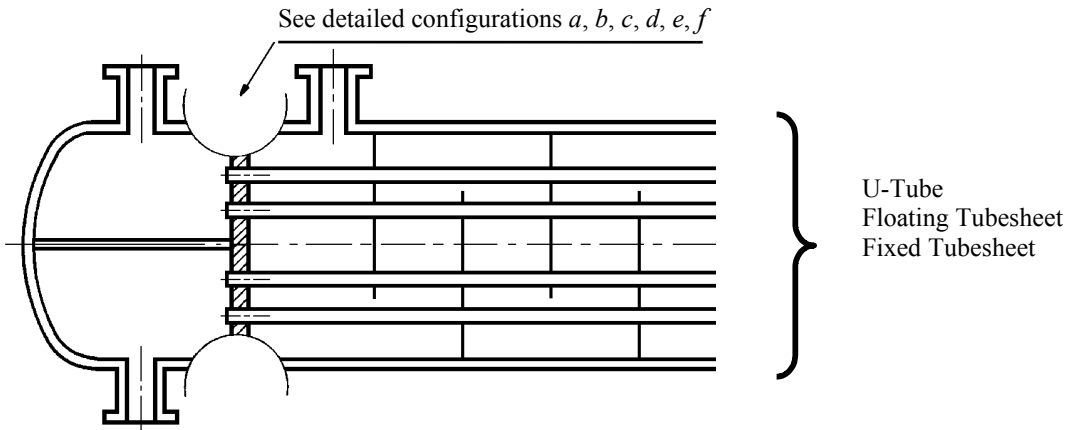 See detailed configurations a, b, c, d, e, f
U-Tube
Floating Tubesheet
Fixed Tubesheet